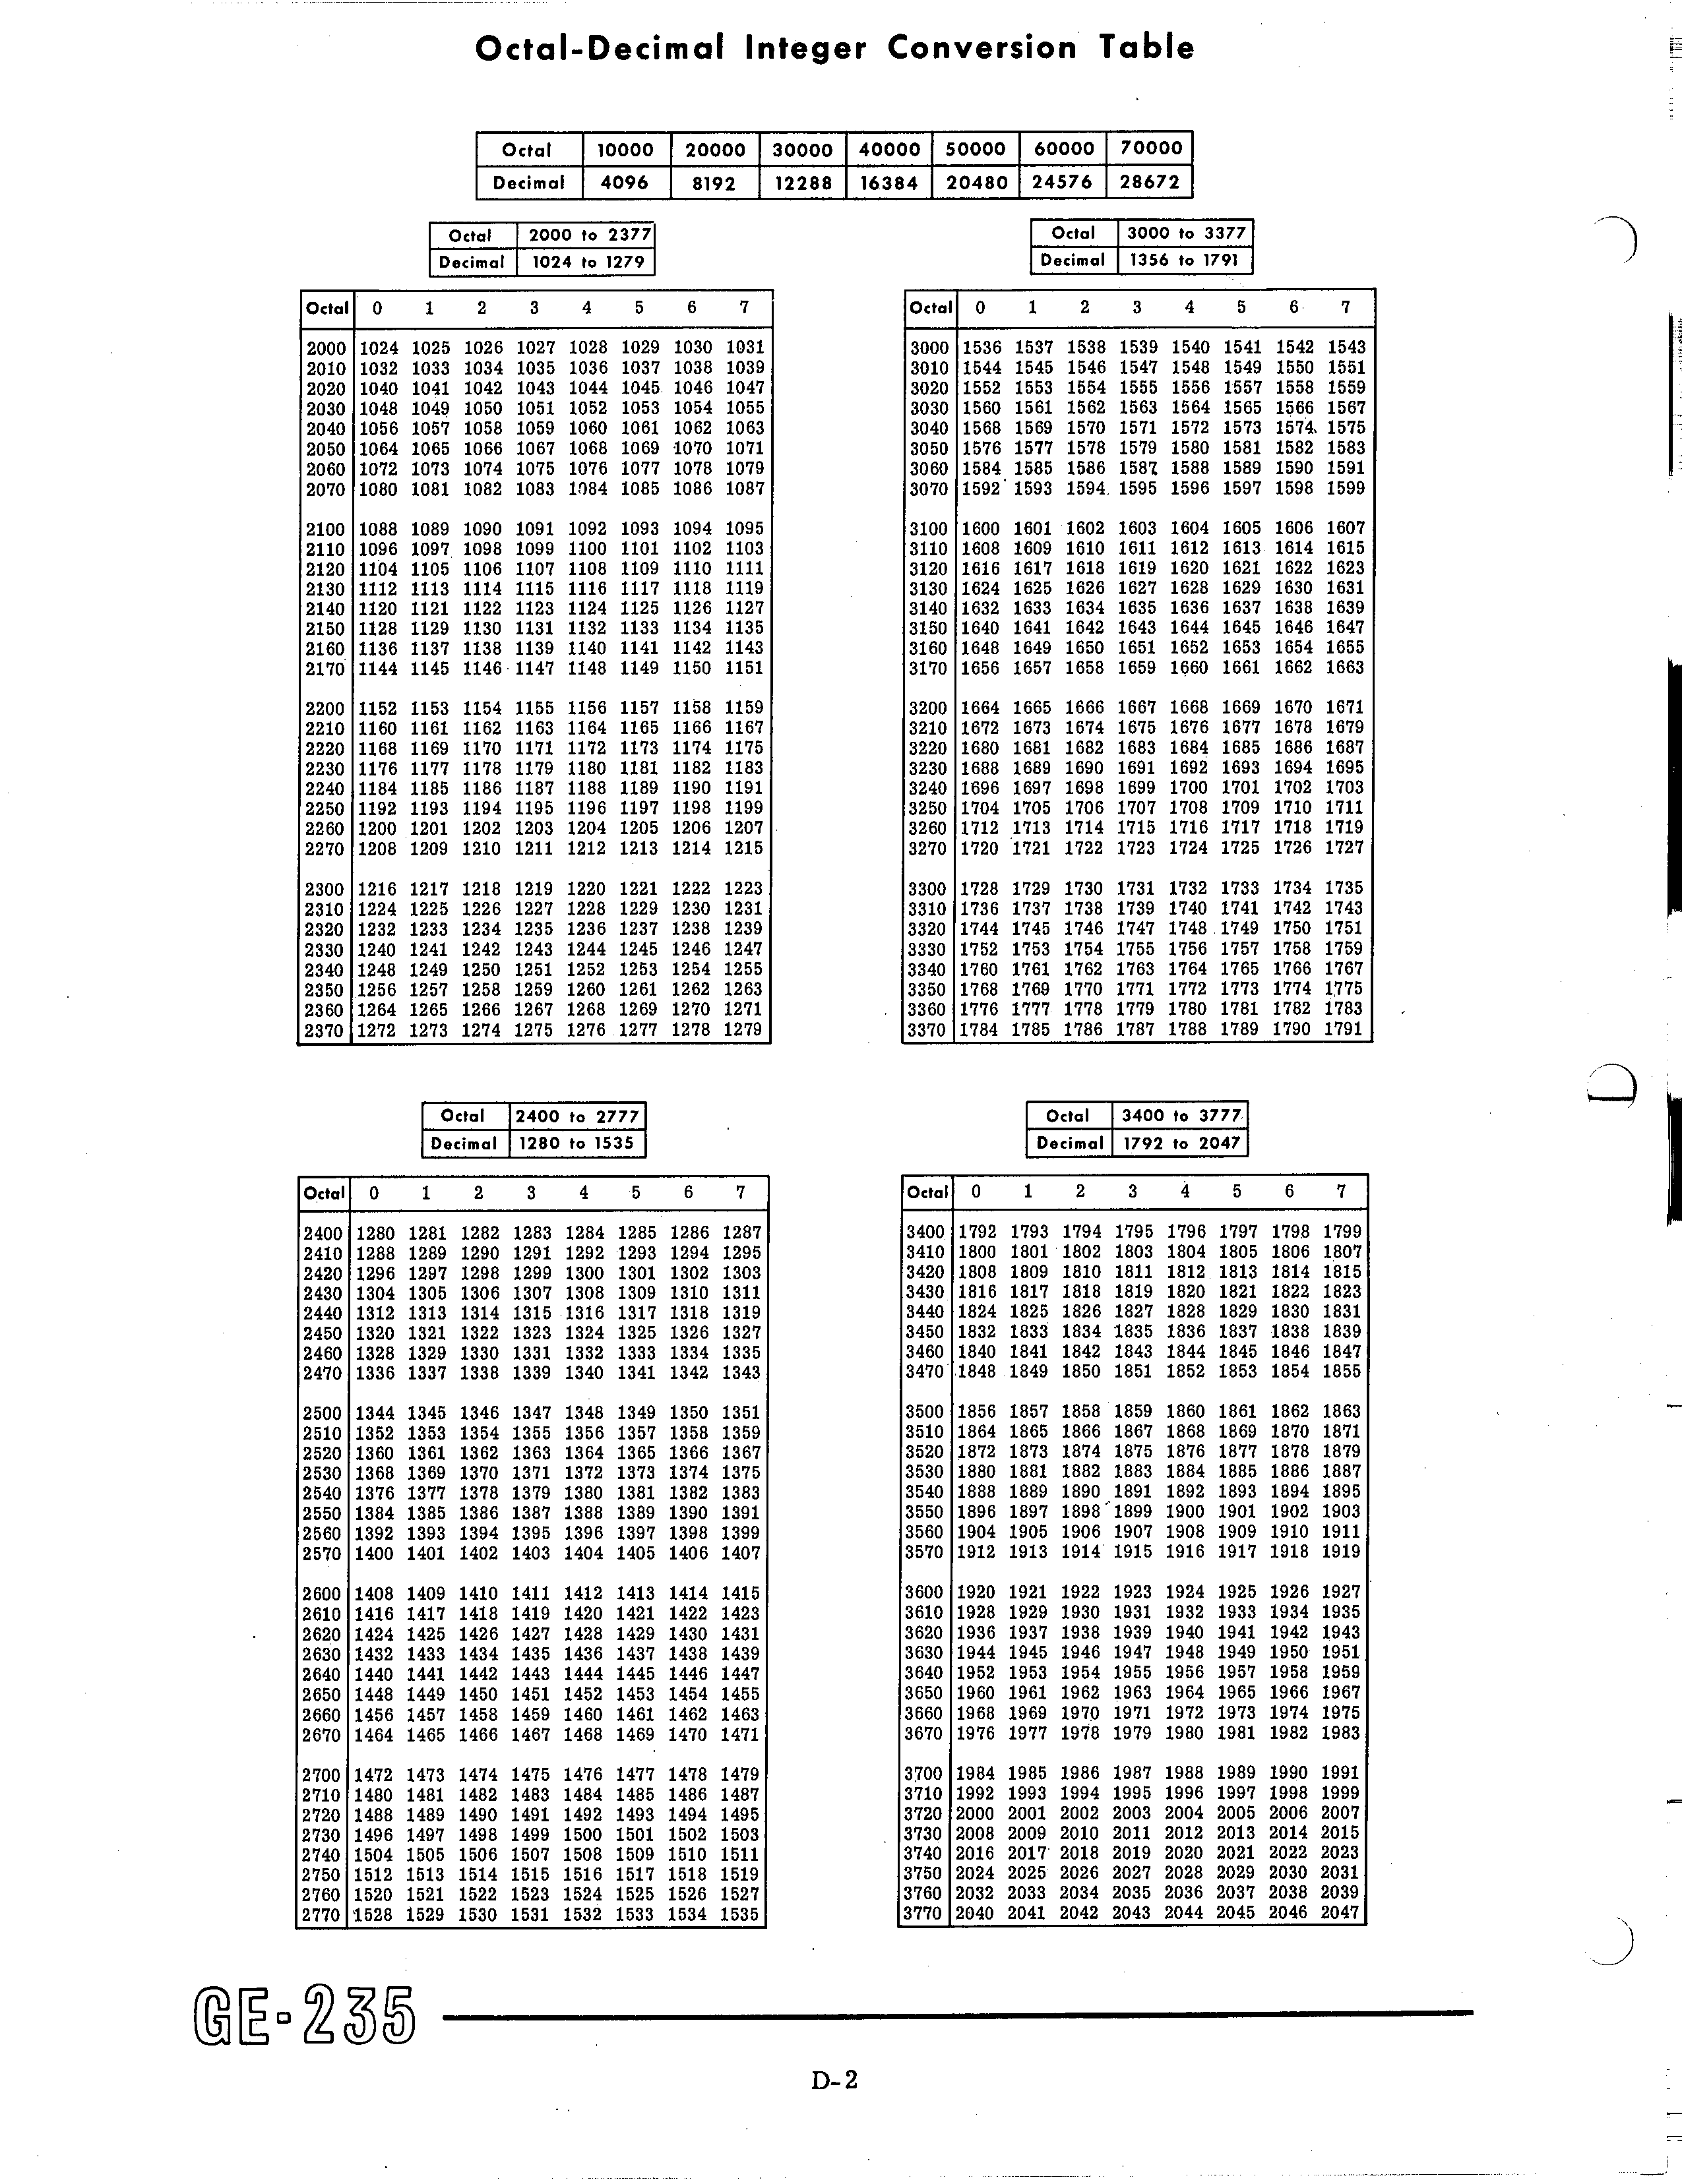 Octal-Decimal Integer Conversion Table
Octal 10000 20000 30000 40000 50000 60000 70000
Decimal 4096 8192 12288 16384 20480 24576 28672
Octal 2000 to 2377
Decimal 1024 to 1279
Octal 0 1 2 3 4 5 6 7
2000 1024 1025 1026 1027 1028 1029 1030 1031
2010 1032 1033 1034 1035 1036 1037 1038 1039
2020 1040 1041 1042 1043 1044 1045 1046 1047
2030 1048 1049 1050 1051 1052 1053 1054 1055
2040 1056 1057 1058 1059 1060 1061 1062 1063
2050 1064 1065 1066 1067 1068 1069 1070 1071
2060 1072 1073 1074 1075 1076 1077 1078 1079
2070 1080 1081 1082 1083 1084 1085 1086 1087
2100 1088 1089 1090 1091 1092 1093 1094 1095
2110 1096 1097 1098 1099 1100 1101 1102 1103
2120 1104 1105 1106 1107 1108 1109 1110 1111
2130 1112 1113 1114 1115 1116 1117 1118 1119
2140 1120 1121 1122 1123 1124 1125 1126 1127
2150 1128 1129 1130 1131 1132 1133 1134 1135
2160 1136 1137 1138 1139 1140 1141 1142 1143
2170 1144 1145 1146 1147 1148 1149 1150 1151
2200 1152 1153 1154 1155 1156 1157 1158 1159
2210 1160 1161 1162 1163 1164 1165 1166 1167
2220 1168 1169 1170 1171 1172 1173 1174 1175
2230 1176 1177 1178 1179 1180 1181 1182 1183
2240 1184 1185 1186 1187 1188 1189 1190 1191
2250 1192 1193 1194 1195 1196 1197 1198 1199
2260 1200 1201 1202 1203 1204 1205 1206 1207
2270 1208 1209 1210 1211 1212 1213 1214 1215
2300 1216 1217 1218 1219 1220 1221 1222 1223
2310 1224 1225 1226 1227 1228 1229 1230 1231
2320 1232 1233 1234 1235 1236 1237 1238 1239
2330 1240 1241 1242 1243 1244 1245 1246 1247
2340 1248 1249 1250 1251 1252 1253 1254 1255
2350 1256 1257 1258 1259 1260 1261 1262 1263
2360 1264 1265 1266 1267 1268 1269 1270 1271
2370 1272 1273 1274 1275 1276 1277 1278 1279
Octal 3000 to 3377
Decimal 1356 to 1791
Octal 0 1 2 3 4 5 6 7
3000 1536 1537 1538 1539 1540 1541 1542 1543
3010 1544 1545 1546 1547 1548 1549 1550 1551
3020 1552 1553 1554 1555 1556 1557 1558 1559
3030 1560 1561 1562 1563 1564 1565 1566 1567
3040 1568 1569 1570 1571 1572 1573 1574 1575
3050 1576 1577 1578 1579 1580 1581 1582 1583
3060 1584 1585 1586 1587 1588 1589 1590 1591
3070 1592 1593 1594 1595 1596 1597 1598 1599
3100 1600 1601 1602 1603 1604 1605 1606 1607
3110 1608 1609 1610 1611 1612 1613 1614 1615
3120 1616 1617 1618 1619 1620 1621 1622 1623
3130 1624 1625 1626 1627 1628 1629 1630 1631
3140 1632 1633 1634 1635 1636 1637 1638 1639
3150 1640 1641 1642 1643 1644 1645 1646 1647
3160 1648 1649 1650 1651 1652 1653 1654 1655
3170 1656 1657 1658 1659 1660 1661 1662 1663
3200 1664 1665 1666 1667 1668 1669 1670 1671
3210 1672 1673 1674 1675 1676 1677 1678 1679
3220 1680 1681 1682 1683 1684 1685 1686 1687
3230 1688 1689 1690 1691 1692 1693 1694 1695
3240 1696 1697 1698 1699 1700 1701 1702 1703
3250 1704 1705 1706 1707 1708 1709 1710 1711
3260 1712 1713 1714 1715 1716 1717 1718 1719
3270 1720 1721 1722 1723 1724 1725 1726 1727
3300 1728 1729 1730 1731 1732 1733 1734 1735
3310 1736 1737 1738 1739 1740 1741 1742 1743
3320 1744 1745 1746 1747 1748 1749 1750 1751
3330 1752 1753 1754 1755 1756 1757 1758 1759
3340 1760 1761 1762 1763 1764 1765 1766 1767
3350 1768 1769 1770 1771 1772 1773 1774 1775
3360 1776 1777 1778 1779 1780 1781 1782 1783
3370 1784 1785 1786 1787 1788 1789 1790 1791
Octal 2400 to 2777
Decimal 1280 to 1535
Octal 0 1 2 3 4 5 6 7
2400 1280 1281 1282 1283 1284 1285 1286 1287
2410 1288 1289 1290 1291 1292 1293 1294 1295
2420 1296 1297 1298 1299 1300 1301 1302 1303
2430 1304 1305 1306 1307 1308 1309 1310 1311
2440 1312 1313 1314 1315 1316 1317 1318 1319
2450 1320 1321 1322 1323 1324 1325 1326 1327
2460 1328 1329 1330 1331 1332 1333 1334 1335
2470 1336 1337 1338 1339 1340 1341 1342 1343
2500 1344 1345 1346 1347 1348 1349 1350 1351
2510 1352 1353 1354 1355 1356 1357 1358 1359
2520 1360 1361 1362 1363 1364 1365 1366 1367
2530 1368 1369 1370 1371 1372 1373 1374 1375
2540 1376 1377 1378 1379 1380 1381 1382 1383
2550 1384 1385 1386 1387 1388 1389 1390 1391
2560 1392 1393 1394 1395 1396 1397 1398 1399
2570 1400 1401 1402 1403 1404 1405 1406 1407
2600 1408 1409 1410 1411 1412 1413 1414 1415
2610 1416 1417 1418 1419 1420 1421 1422 1423
2620 1424 1425 1426 1427 1428 1429 1430 1431
2630 1432 1433 1434 1435 1436 1437 1438 1439
2640 1440 1441 1442 1443 1444 1445 1446 1447
2650 1448 1449 1450 1451 1452 1453 1454 1455
2660 1456 1457 1458 1459 1460 1461 1462 1463
2670 1464 1465 1466 1467 1468 1469 1470 1471
2700 1472 1473 1474 1475 1476 1477 1478 1479
2710 1480 1481 1482 1483 1484 1485 1486 1487
2720 1488 1489 1490 1491 1492 1493 1494 1495
2730 1496 1497 1498 1499 1500 1501 1502 1503
2740 1504 1505 1506 1507 1508 1509 1510 1511
2750 1512 1513 1514 1515 1516 1517 1518 1519
2760 1520 1521 1522 1523 1524 1525 1526 1527
2770 1528 1529 1530 1531 1532 1533 1534 1535
Octal 3400 to 3777
Decimal 1792 to 2047
Octal 0 1 2 3 4 5 6 7
3400 1792 1793 1794 1795 1796 1797 1798 1799
3410 1800 1801 1802 1803 1804 1805 1806 1807
3420 1808 1809 1810 1811 1812 1813 1814 1815
3430 1816 1817 1818 1819 1820 1821 1822 1823
3440 1824 1825 1826 1827 1828 1829 1830 1831
3450 1832 1833 1834 1835 1836 1837 1838 1839
3460 1840 1841 1842 1843 1844 1845 1846 1847
3470 1848 1849 1850 1851 1852 1853 1854 1855
3500 1856 1857 1858 1859 1860 1861 1862 1863
3510 1864 1865 1866 1867 1868 1869 1870 1871
3520 1872 1873 1874 1875 1876 1877 1878 1879
3530 1880 1881 1882 1883 1884 1885 1886 1887
3540 1888 1889 1890 1891 1892 1893 1894 1895
3550 1896 1897 1898 1899 1900 1901 1902 1903
3560 1904 1905 1906 1907 1908 1909 1910 1911
3570 1912 1913 1914 1915 1916 1917 1918 1919
3600 1920 1921 1922 1923 1924 1925 1926 1927
3610 1928 1929 1930 1931 1932 1933 1934 1935
3620 1936 1937 1938 1939 1940 1941 1942 1943
3630 1944 1945 1946 1947 1948 1949 1950 1951
3640 1952 1953 1954 1955 1956 1957 1958 1959
3650 1960 1961 1962 1963 1964 1965 1966 1967
3660 1968 1969 1970 1971 1972 1973 1974 1975
3670 1976 1977 1978 1979 1980 1981 1982 1983
3700 1984 1985 1986 1987 1988 1989 1990 1991
3710 1992 1993 1994 1995 1996 1997 1998 1999
3720 2000 2001 2002 2003 2004 2005 2006 2007
3730 2008 2009 2010 2011 2012 2013 2014 2015
3740 2016 2017 2018 2019 2020 2021 2022 2023
3750 2024 2025 2026 2027 2028 2029 2030 2031
3760 2032 2033 2034 2035 2036 2037 2038 2039
3770 2040 2041 2042 2043 2044 2045 2046 2047
GE-235
D-2